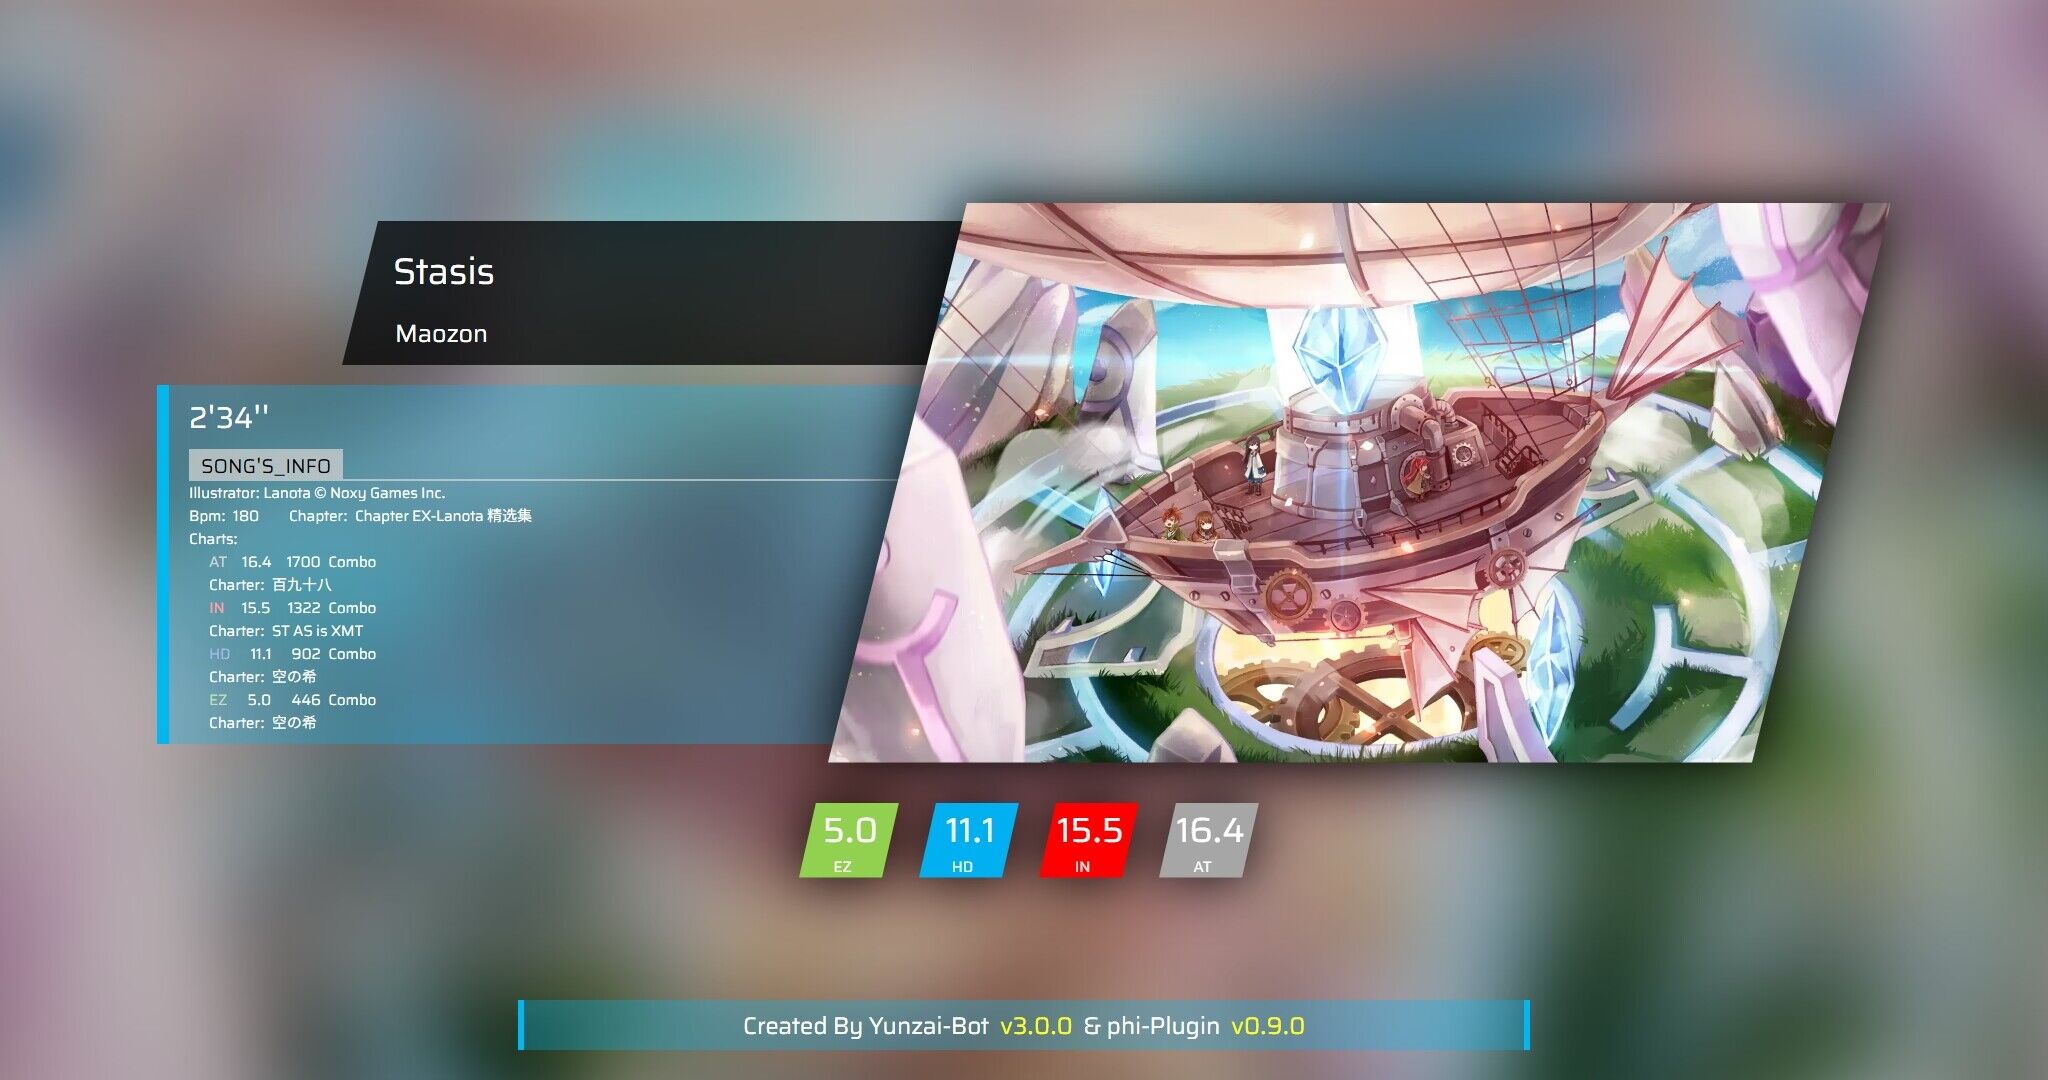 Stasis
Maozon
2'34''
SONG'S_INFO
Illustrator: Lanota © Noxy Games Inc.
Bpm: 180 Chapter: Chapter EX-Lanota 精选集
Charts:
AT 16.4 1700 Combo
Charter: 百九十八
IN 15.5 1322 Combo
Charter: ST AS is XMT
HD 11.1 902 Combo
Charter: 空の希
EZ 5.0 446 Combo
Charter: 空の希
5.0 11.1 15.5 16.4
EZ HD IN AT
Created By Yunzai-Bot v3.0.0 & phi-Plugin v0.9.0